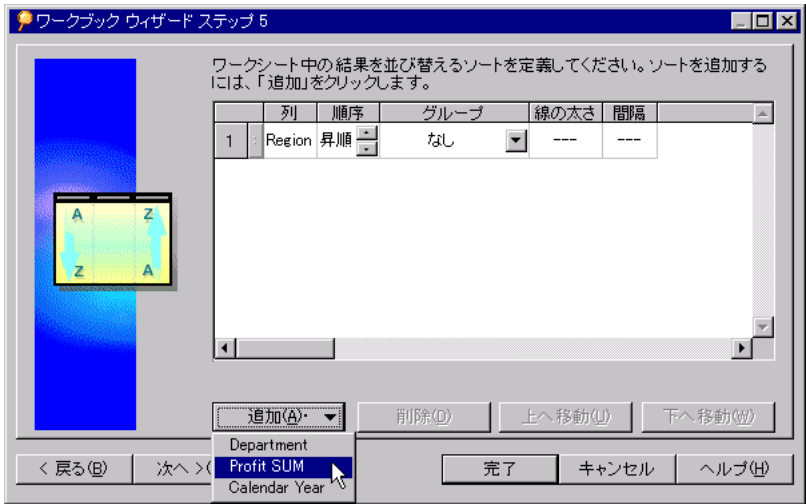 ワークブック ウィザード ステップ 5
ワークシート中の結果を並び替えるソートを定義してください。ソートを追加する
には、「追加」をクリックします。
列 順序 グループ 線の太さ 間隔
1 Region 昇順 なし --- ---
A Z
Z A
追加(A)· 削除(D) 上へ移動(U) 下へ移動(W)
Department
Profit SUM
Calendar Year
< 戻る(B) 次へ >( 完了 キャンセル ヘルプ(H)